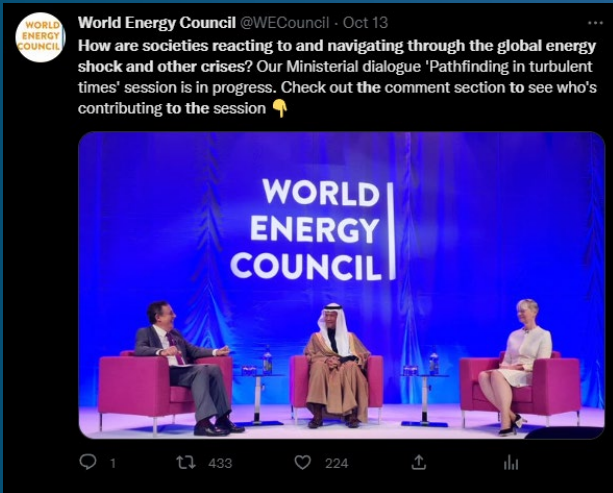 WORLD
ENERGY
COUNCIL
World Energy Council @WECouncil · Oct 13
How are societies reacting to and navigating through the global energy
shock and other crises? Our Ministerial dialogue 'Pathfinding in turbulent
times' session is in progress. Check out the comment section to see who's
contributing to the session 👇
WORLD
ENERGY
COUNCIL
1 433 224